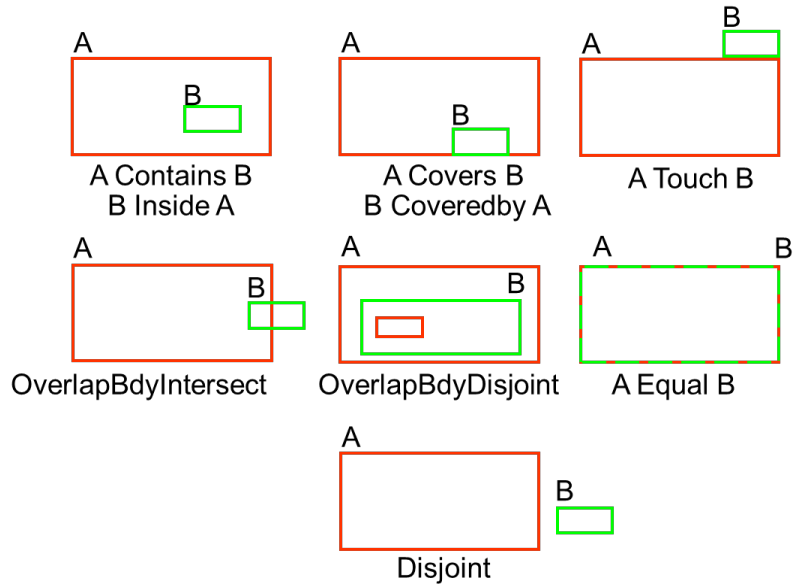 A
B
A Contains B
B Inside A
A
B
A Covers B
B Coveredby A
B
A
A Touch B
A
B
OverlapBdyIntersect
A
B
OverlapBdyDisjoint
A
B
A Equal B
A
B
Disjoint